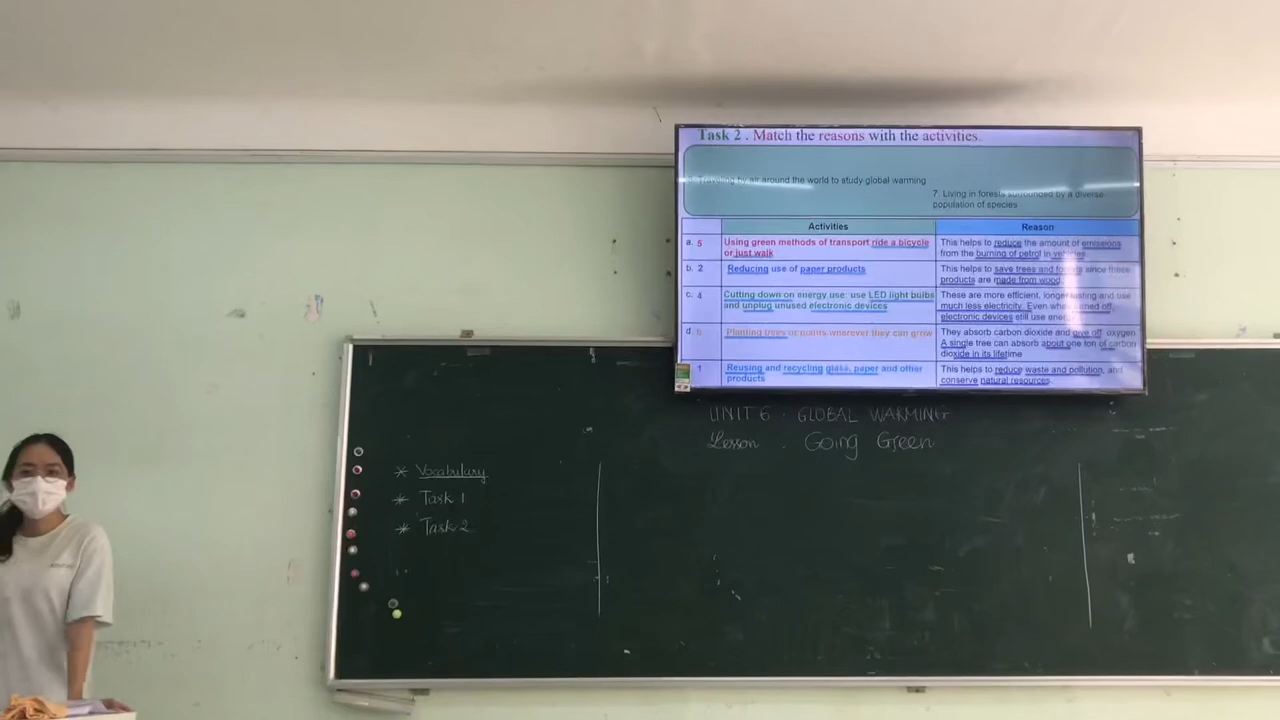 Task 2 . Match the reasons with the activities.
Traveling by air around the world to study global warming
7. Living in forests surrounded by a diverse
population of species
Activities
Reason
a. 5
Using green methods of transport ride a bicycle
or just walk
This helps to reduce the amount of emissions
from the burning of petrol in vehicles
b. 2
Reducing use of paper products
This helps to save trees and forests since these
products are made from wood.
c. 4
Cutting down on energy use: use LED light bulbs
and unplug unused electronic devices
These are more efficient, longer lasting and use
much less electricity. Even when turned off,
electronic devices still use energy
d. 6
Planting trees or plants wherever they can grow
They absorb carbon dioxide and give off oxygen
A single tree can absorb about one ton of carbon
dioxide in its lifetime
1
Reusing and recycling glass, paper and other
products
This helps to reduce waste and pollution, and
conserve natural resources.
UNIT 6 . GLOBAL WARMING
Lesson . Going Green
* Vocabulary
* Task 1
* Task 2